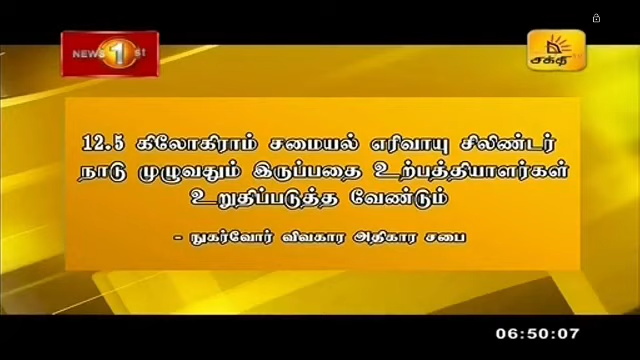 NEWS 1st
சக்தி TV
12.5 கிலோகிராம் சமையல் எரிவாயு சிலிண்டர்
நாடு முழுவதும் இருப்பதை உற்பத்தியாளர்கள்
உறுதிப்படுத்த வேண்டும்
- நுகர்வோர் விவகார அதிகார சபை
06:50:07